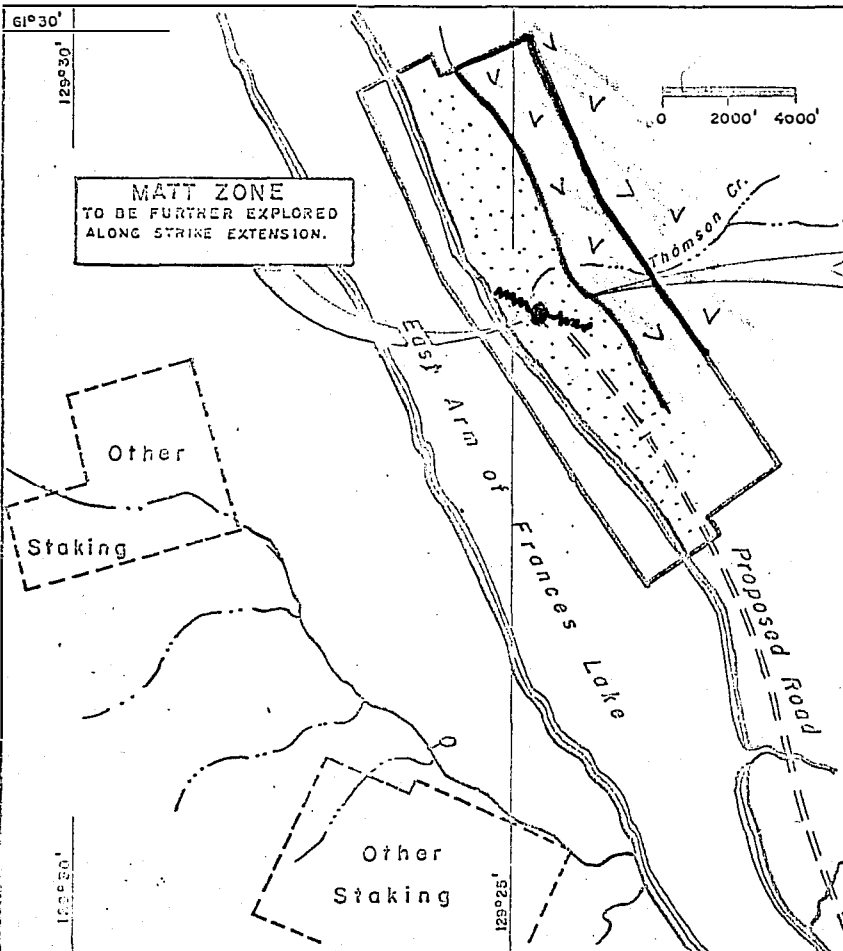 61°30'
129°30'
0 2000' 4000'
MATT ZONE
TO BE FURTHER EXPLORED
ALONG STRIKE EXTENSION.
Thomson Cr.
East Arm of Frances Lake
Other
Staking
Proposed Road
Other
Staking
129°25'